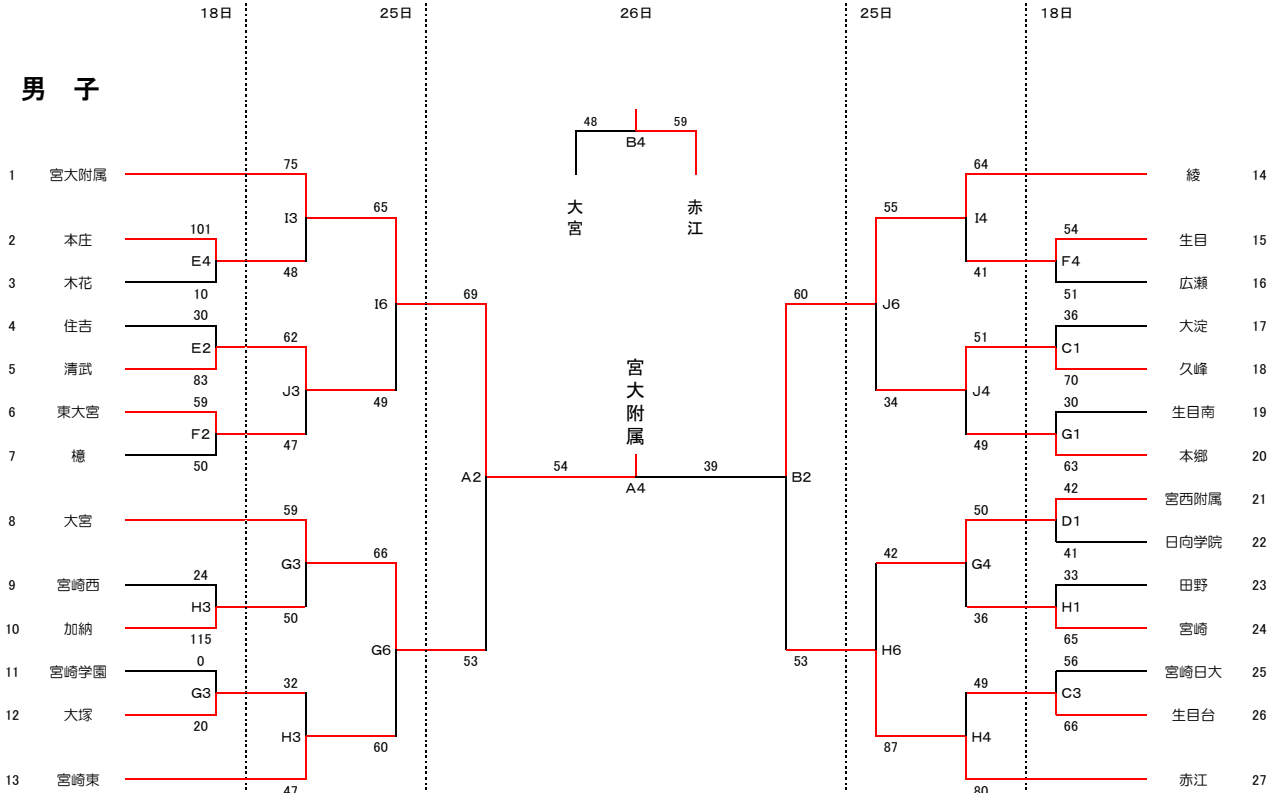 18日 25日 26日 25日 18日
男 子
48 59
B4
大宮 赤江
1 宮大附属 75
I3 65
2 本庄 101
E4 48
3 木花 10
4 住吉 30
I6 69
E2 62
5 清武 83
J3 49
6 東大宮 59
F2 47
7 檍 50
8 大宮 59
G3 66
9 宮崎西 24
H3 50
10 加納 115
11 宮崎学園 0
G6 53
G3 32
12 大塚 20
H3 60
13 宮崎東 47
A2
宮大附属
54 39
A4
B2
64 綾 14
55 I4
54 生目 15
41 F4
51 広瀬 16
60 J6
36 大淀 17
51 C1
70 久峰 18
34 J4
30 生目南 19
49 G1
63 本郷 20
42 宮西附属 21
50 D1
41 日向学院 22
42 G4
33 田野 23
36 H1
65 宮崎 24
53 H6
56 宮崎日大 25
49 C3
66 生目台 26
87 H4
80 赤江 27